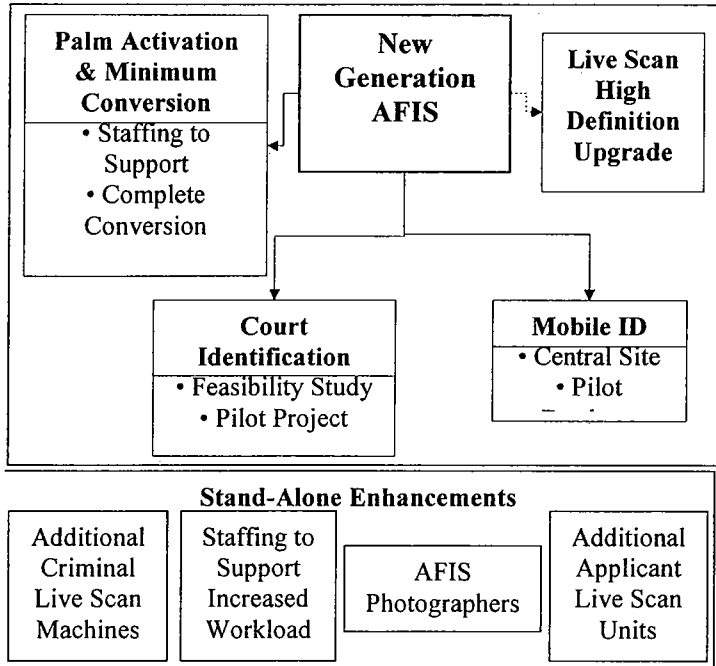 Palm Activation
& Minimum
Conversion
• Staffing to
Support
• Complete
Conversion
New
Generation
AFIS
Live Scan
High
Definition
Upgrade
Court
Identification
• Feasibility Study
• Pilot Project
Mobile ID
• Central Site
• Pilot
Stand-Alone Enhancements
Additional
Criminal
Live Scan
Machines
Staffing to
Support
Increased
Workload
AFIS
Photographers
Additional
Applicant
Live Scan
Units